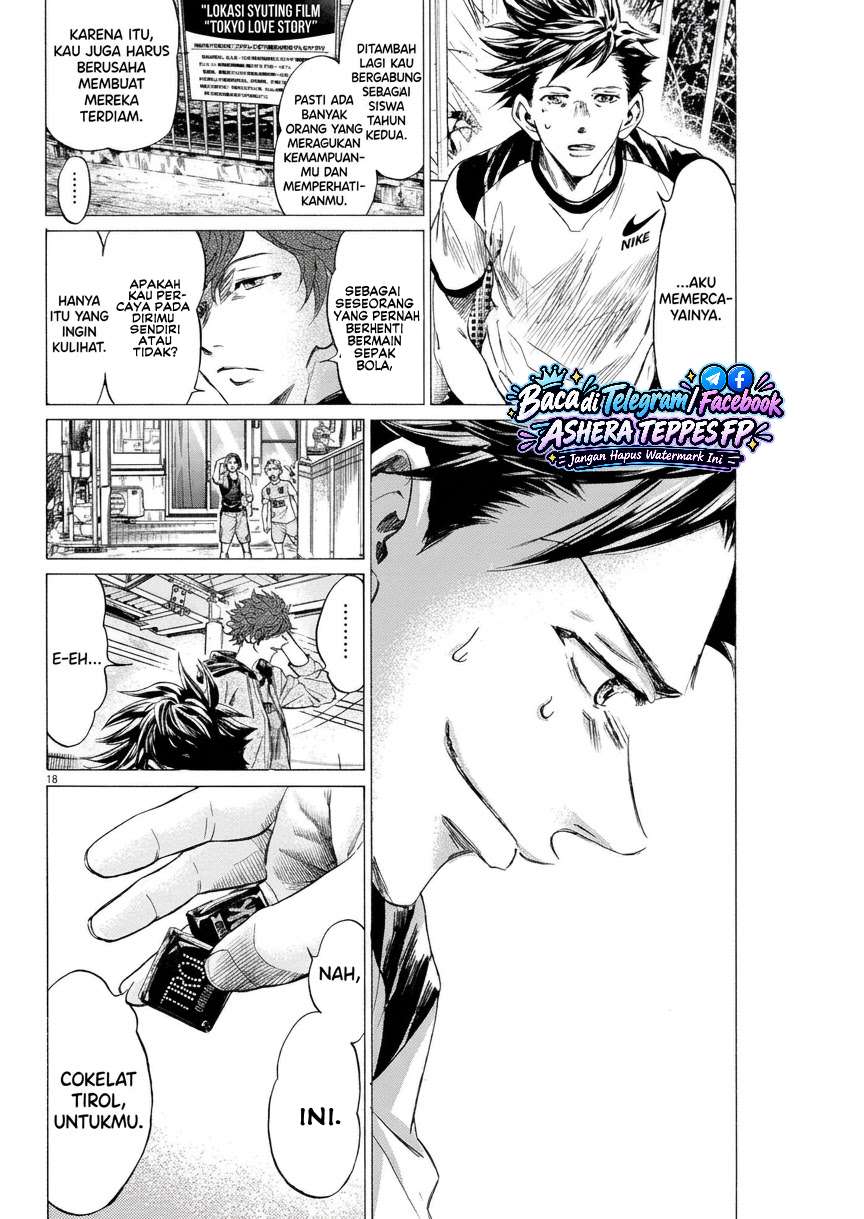 DITAMBAH
LAGI KAU
BERGABUNG
SEBAGAI
SISWA
TAHUN
KEDUA.
PASTI ADA
BANYAK
ORANG YANG
MERAGUKAN
KEMAMPUAN-
MU DAN
MEMPERHATI-
KANMU.
"LOKASI SYUTING FILM
"TOKYO LOVE STORY"
KARENA ITU,
KAU JUGA HARUS
BERUSAHA
MEMBUAT
MEREKA
TERDIAM.
........
NIKE
...AKU
MEMERCA-
YAINYA.
SEBAGAI
SESEORANG
YANG PERNAH
BERHENTI
BERMAIN
SEPAK
BOLA,
APAKAH
KAU PER-
CAYA PADA
DIRIMU
SENDIRI
ATAU
TIDAK?
HANYA
ITU YANG
INGIN
KULIHAT.
Baca di Telegram/Facebook
ASHERA TEPPES FP
Jangan Hapus Watermark Ini
........
E-EH...
18
TIROL
NAH,
INI.
COKELAT
TIROL,
UNTUKMU.